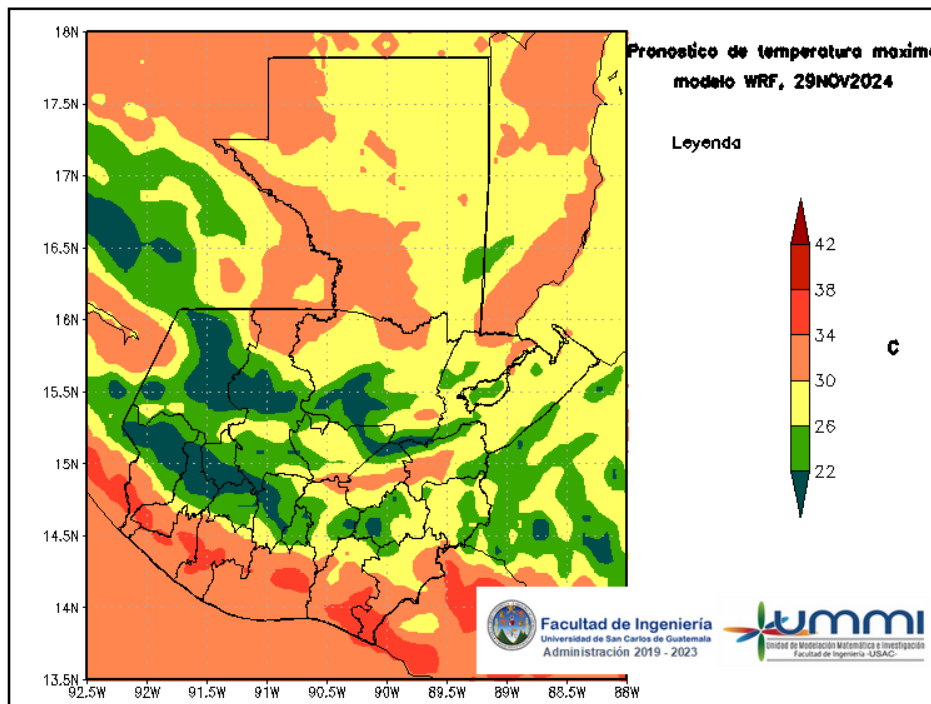 Pronostico de temperatura maxima
modelo WRF, 29NOV2024
Leyenda
42
38
34
30
26
22
C
18N
17.5N
17N
16.5N
16N
15.5N
15N
14.5N
14N
13.5N
92.5W
92W
91.5W
91W
90.5W
90W
89.5W
89W
88.5W
88W
Facultad de Ingeniería
Universidad de San Carlos de Guatemala
Administración 2019 - 2023
UMMI
Unidad de Modelación Matemática e Investigación
Facultad de Ingeniería -USAC-